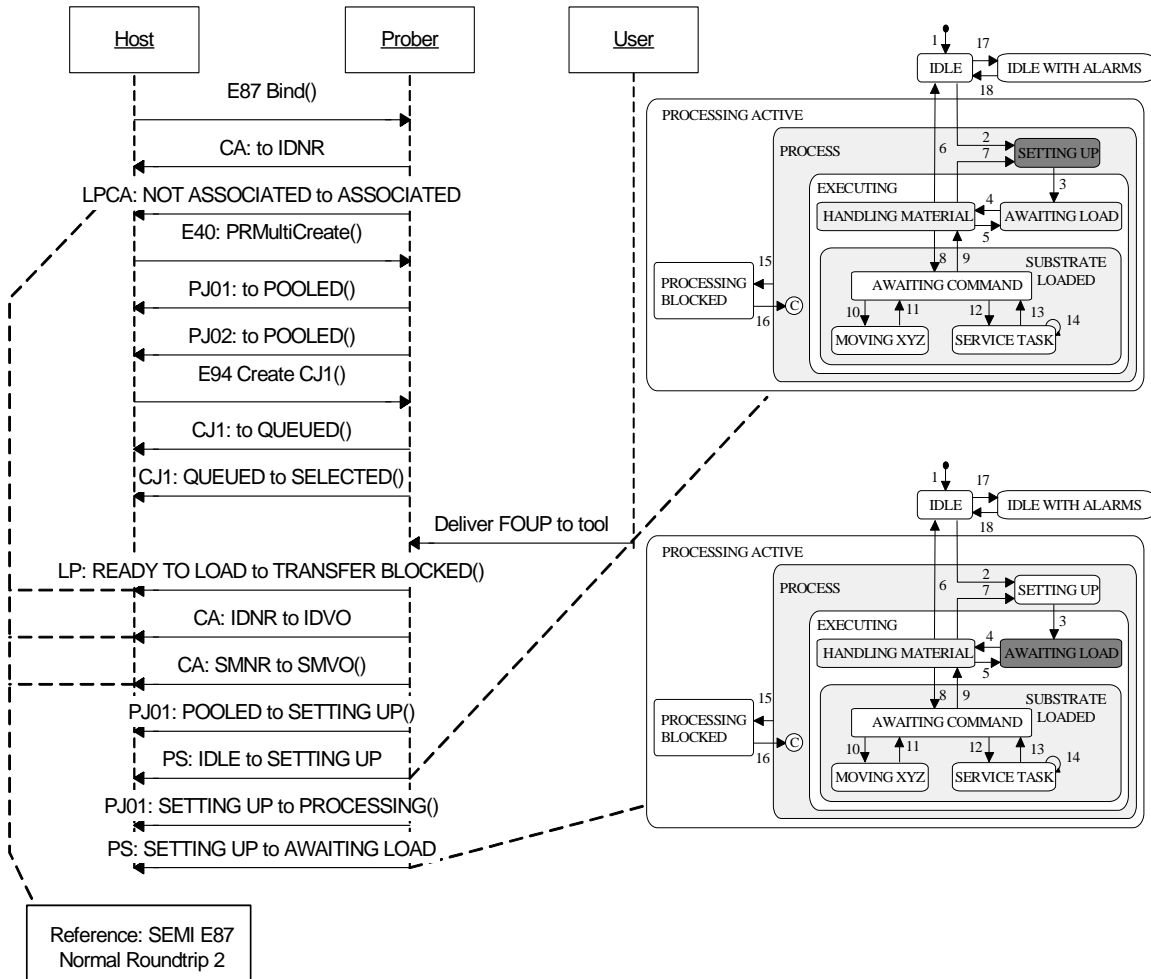 Host
Prober
User
E87 Bind()
CA: to IDNR
LPCA: NOT ASSOCIATED to ASSOCIATED
E40: PRMultiCreate()
PJ01: to POOLED()
PJ02: to POOLED()
E94 Create CJ1()
CJ1: to QUEUED()
CJ1: QUEUED to SELECTED()
Deliver FOUP to tool
LP: READY TO LOAD to TRANSFER BLOCKED()
CA: IDNR to IDVO
CA: SMNR to SMVO()
PJ01: POOLED to SETTING UP()
PS: IDLE to SETTING UP
PJ01: SETTING UP to PROCESSING()
PS: SETTING UP to AWAITING LOAD
Reference: SEMI E87
Normal Roundtrip 2
1
17
IDLE
IDLE WITH ALARMS
18
PROCESSING ACTIVE
PROCESS
6
2
7
SETTING UP
3
EXECUTING
HANDLING MATERIAL
4
5
AWAITING LOAD
8
9
SUBSTRATE
LOADED
AWAITING COMMAND
15
PROCESSING
BLOCKED
16
C
10
11
12
13
14
MOVING XYZ
SERVICE TASK
1
17
IDLE
IDLE WITH ALARMS
18
PROCESSING ACTIVE
PROCESS
6
2
7
SETTING UP
3
EXECUTING
HANDLING MATERIAL
4
5
AWAITING LOAD
8
9
SUBSTRATE
LOADED
AWAITING COMMAND
15
PROCESSING
BLOCKED
16
C
10
11
12
13
14
MOVING XYZ
SERVICE TASK